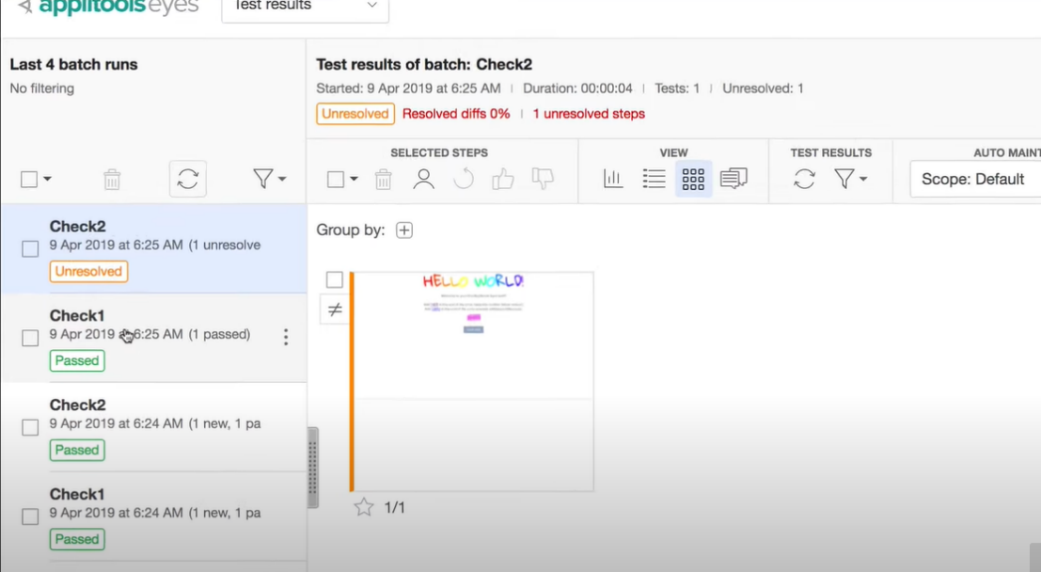 applitools eyes
Test results
Last 4 batch runs
No filtering
Test results of batch: Check2
Started: 9 Apr 2019 at 6:25 AM | Duration: 00:00:04 | Tests: 1 | Unresolved: 1
Unresolved Resolved diffs 0% | 1 unresolved steps
SELECTED STEPS VIEW TEST RESULTS AUTO MAINT
Scope: Default
Check2
9 Apr 2019 at 6:25 AM (1 unresolve
Unresolved
Group by:
HELLO WORLD!
Check1
9 Apr 2019 6:25 AM (1 passed)
Passed
Check2
9 Apr 2019 at 6:24 AM (1 new, 1 pa
Passed
Check1
9 Apr 2019 at 6:24 AM (1 new, 1 pa
Passed
1/1